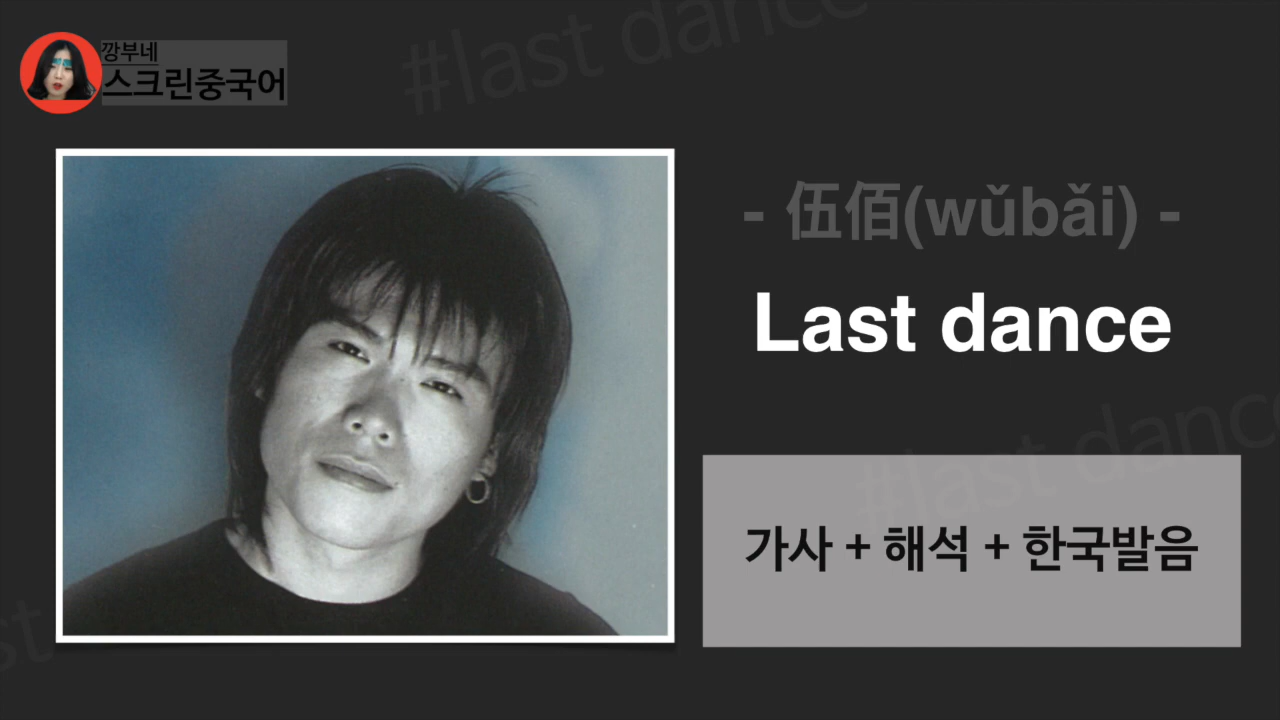 #last dance
깡부네
스크린중국어
- 伍佰(wǔbǎi) -
Last dance
#last dance
가사 + 해석 + 한국발음
st